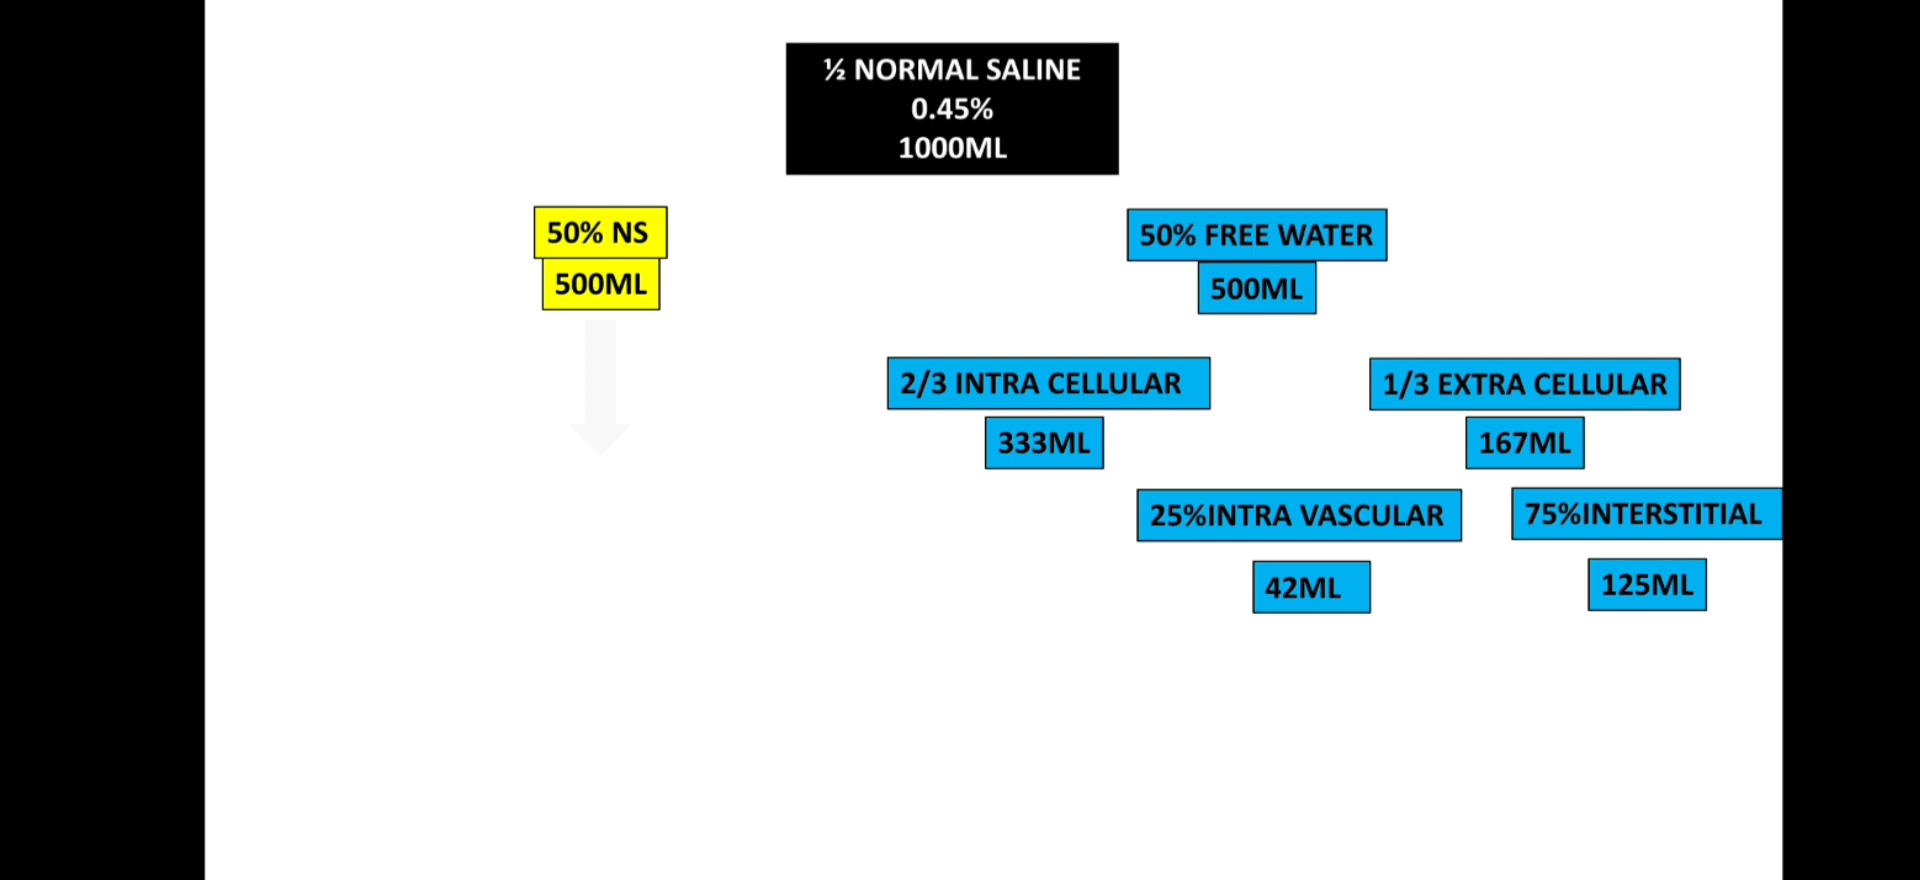 ½ NORMAL SALINE
0.45%
1000ML
50% NS
500ML
50% FREE WATER
500ML
2/3 INTRA CELLULAR
333ML
1/3 EXTRA CELLULAR
167ML
25%INTRA VASCULAR
42ML
75%INTERSTITIAL
125ML